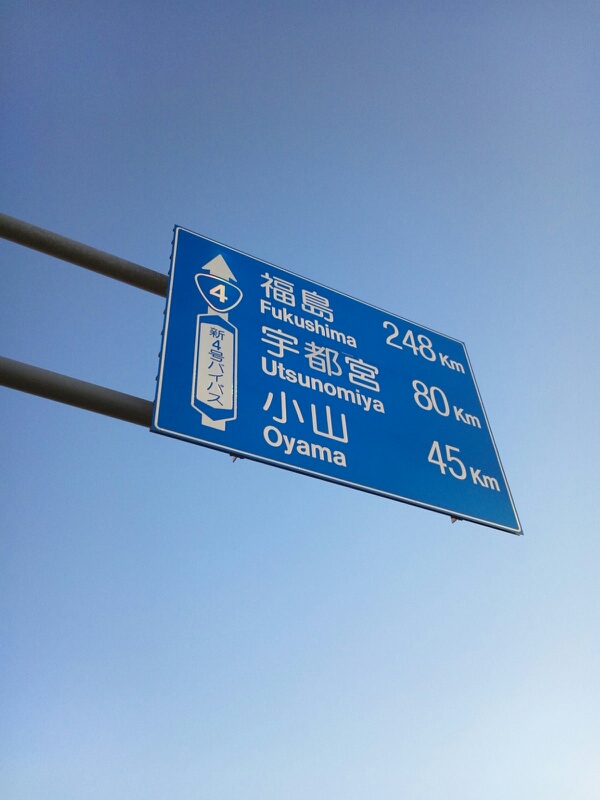 4
新4号バイパス
福島 248 Km
Fukushima
宇都宮 80 Km
Utsunomiya
小山 45 Km
Oyama